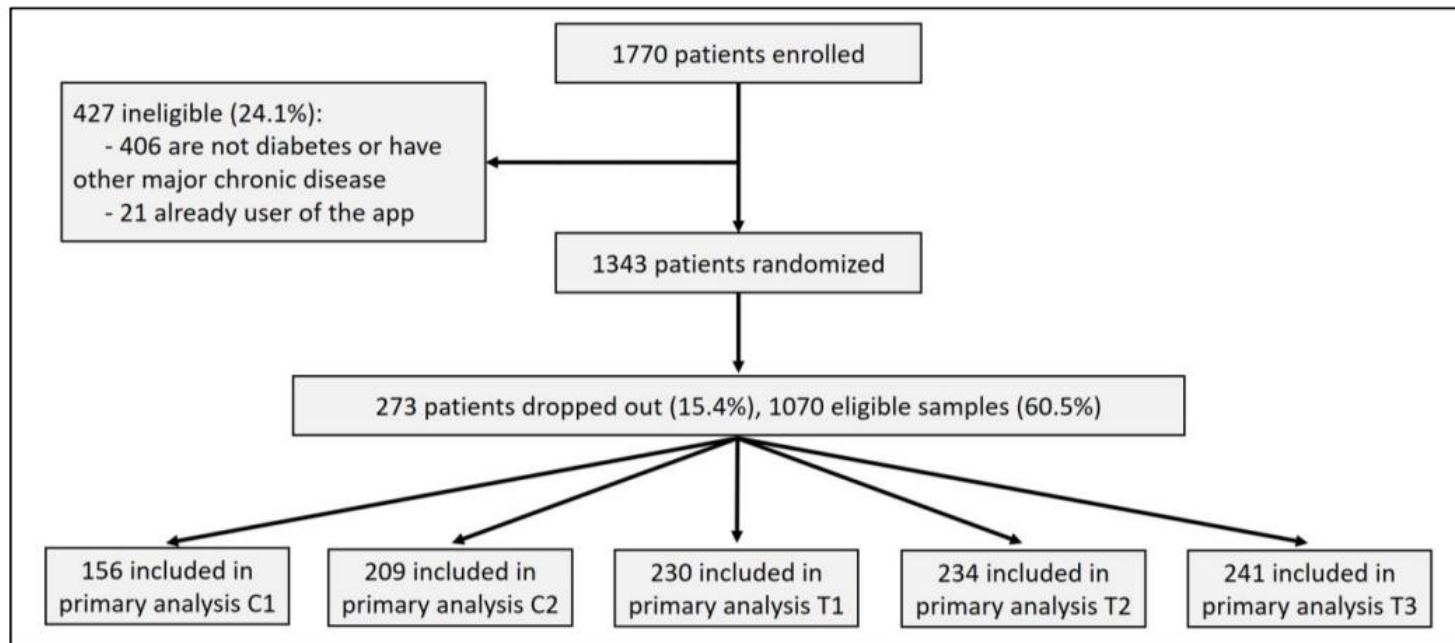 1770 patients enrolled
427 ineligible (24.1%):
- 406 are not diabetes or have
other major chronic disease
- 21 already user of the app
1343 patients randomized
273 patients dropped out (15.4%), 1070 eligible samples (60.5%)
156 included in
primary analysis C1
209 included in
primary analysis C2
230 included in
primary analysis T1
234 included in
primary analysis T2
241 included in
primary analysis T3